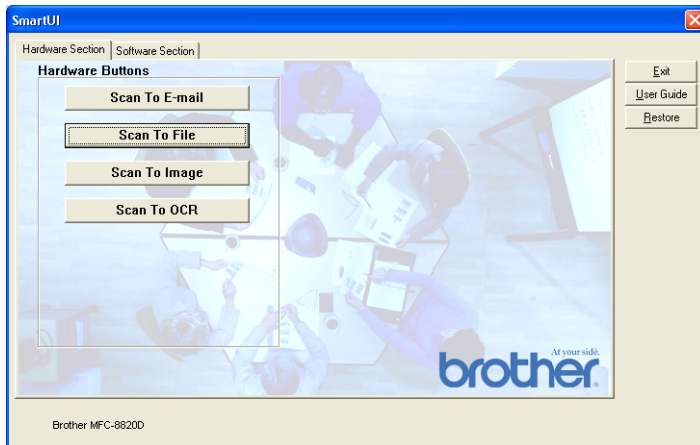 SmartUI
Hardware Section
Software Section
Hardware Buttons
Scan To E-mail
Scan To File
Scan To Image
Scan To OCR
Exit
User Guide
Restore
At your side.
brother
Brother MFC-8820D